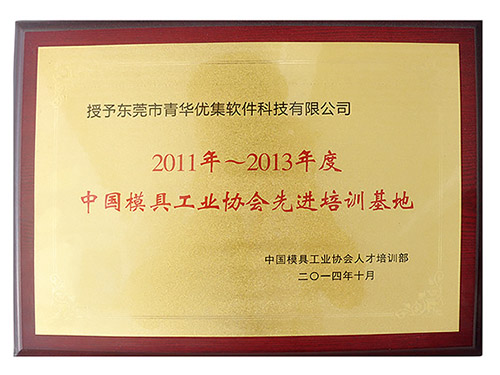 授予东莞市青华优集软件科技有限公司
2011年～2013年度
中国模具工业协会先进培训基地
中国模具工业协会人才培训部
二〇一四年十月